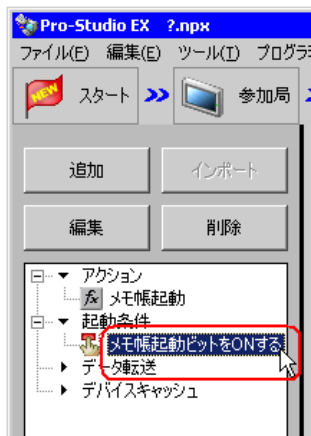 Pro-Studio EX ?.npx
ファイル(F) 編集(E) ツール(T) プログラ
NEW スタート 参加局
追加 インポート
編集 削除
アクション
fx メモ帳起動
起動条件
メモ帳起動ビットをONする
データ転送
デバイスキャッシュ